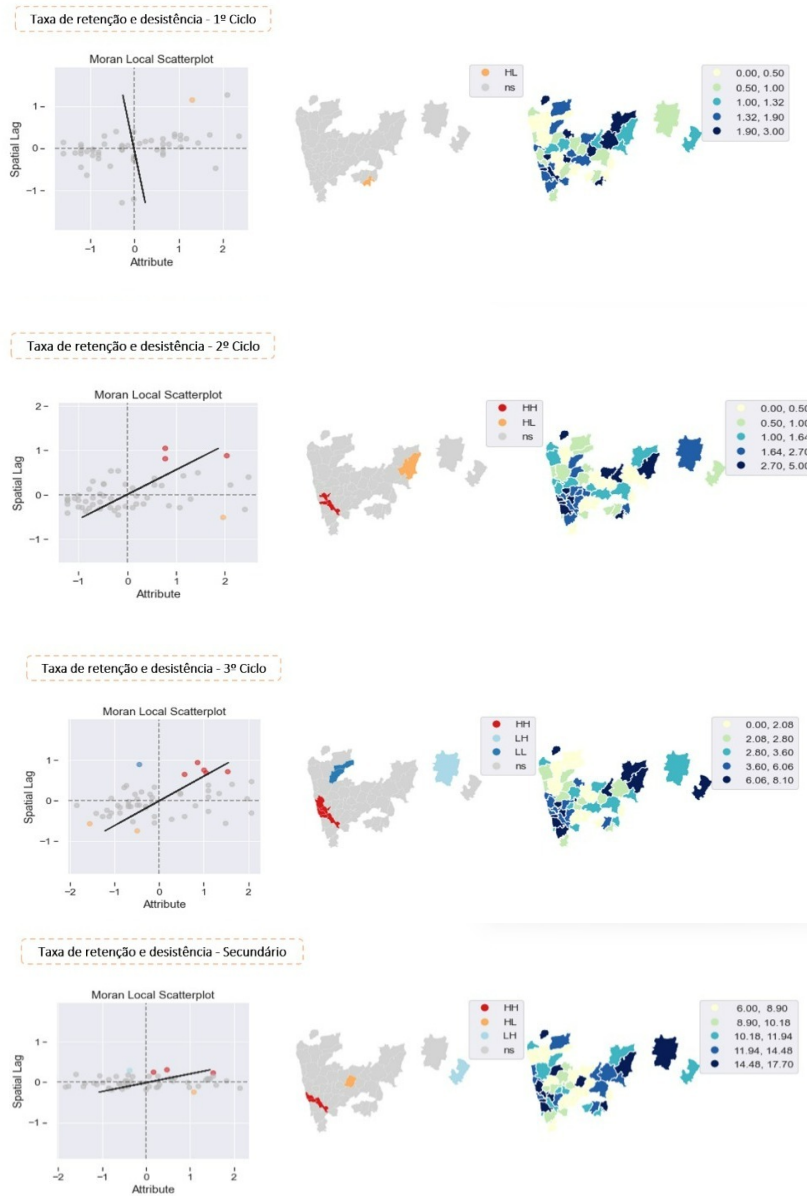 Taxa de retenção e desistência - 1º Ciclo
Moran Local Scatterplot
Spatial Lag
1
0
−1
−1
0
1
2
Attribute
HL
ns
0.00, 0.50
0.50, 1.00
1.00, 1.32
1.32, 1.90
1.90, 3.00
Taxa de retenção e desistência - 2º Ciclo
Moran Local Scatterplot
Spatial Lag
2
1
0
−1
−1
0
1
2
Attribute
HH
HL
ns
0.00, 0.50
0.50, 1.00
1.00, 1.64
1.64, 2.70
2.70, 5.00
Taxa de retenção e desistência - 3º Ciclo
Moran Local Scatterplot
Spatial Lag
1
0
−1
−2
−1
0
1
2
Attribute
HH
LH
LL
ns
0.00, 2.08
2.08, 2.80
2.80, 3.60
3.60, 6.06
6.06, 8.10
Taxa de retenção e desistência - Secundário
Moran Local Scatterplot
Spatial Lag
1
0
−1
−2
−1
0
1
2
Attribute
HH
HL
LH
ns
6.00, 8.90
8.90, 10.18
10.18, 11.94
11.94, 14.48
14.48, 17.70